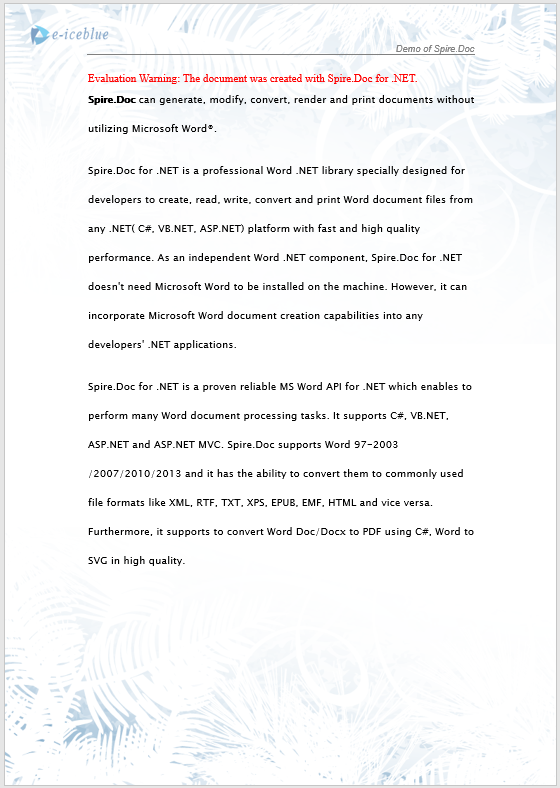 e-iceblue
Demo of Spire.Doc
Evaluation Warning: The document was created with Spire.Doc for .NET.
Spire.Doc can generate, modify, convert, render and print documents without
utilizing Microsoft Word®.
Spire.Doc for .NET is a professional Word .NET library specially designed for
developers to create, read, write, convert and print Word document files from
any .NET( C#, VB.NET, ASP.NET) platform with fast and high quality
performance. As an independent Word .NET component, Spire.Doc for .NET
doesn't need Microsoft Word to be installed on the machine. However, it can
incorporate Microsoft Word document creation capabilities into any
developers' .NET applications.
Spire.Doc for .NET is a proven reliable MS Word API for .NET which enables to
perform many Word document processing tasks. It supports C#, VB.NET,
ASP.NET and ASP.NET MVC. Spire.Doc supports Word 97-2003
/2007/2010/2013 and it has the ability to convert them to commonly used
file formats like XML, RTF, TXT, XPS, EPUB, EMF, HTML and vice versa.
Furthermore, it supports to convert Word Doc/Docx to PDF using C#, Word to
SVG in high quality.